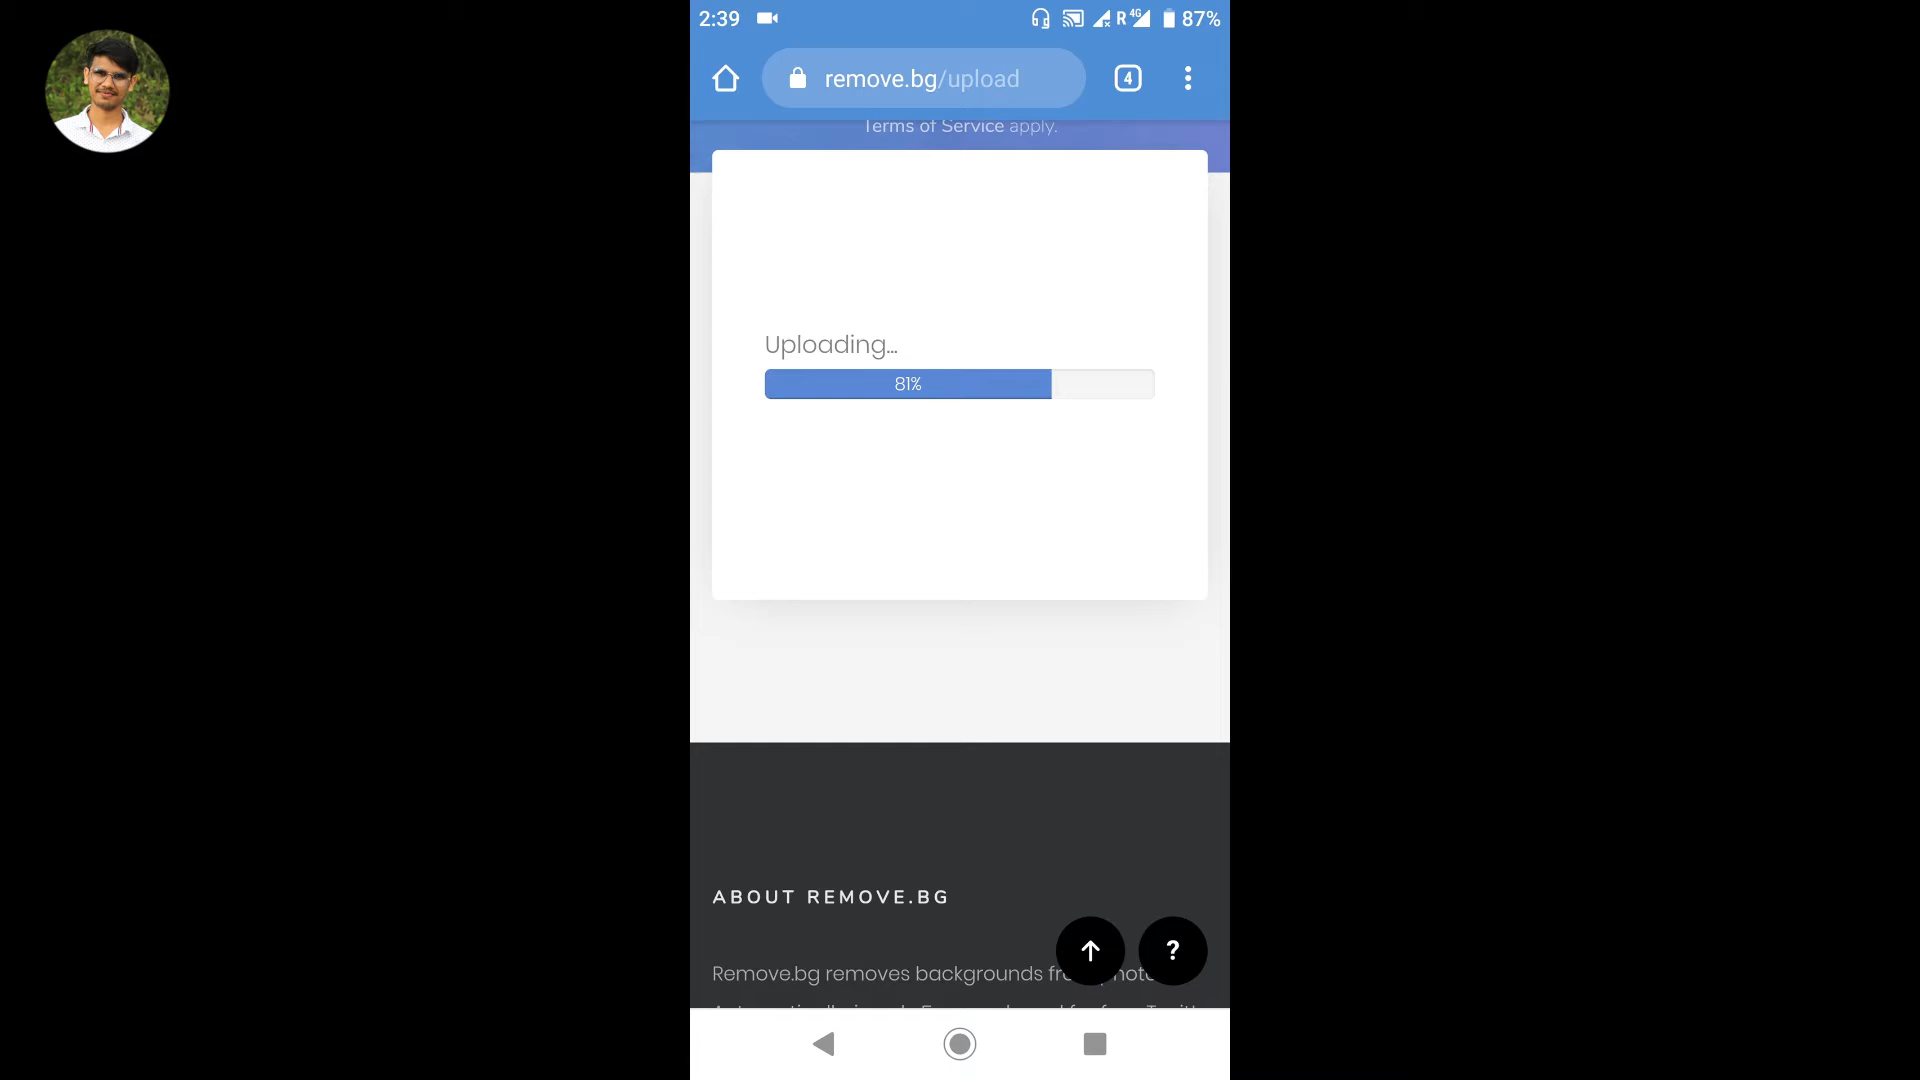 2:39
R 4G 87%
remove.bg/upload
4
Terms of Service apply.
Uploading...
81%
ABOUT REMOVE.BG
?
Remove.bg removes backgrounds